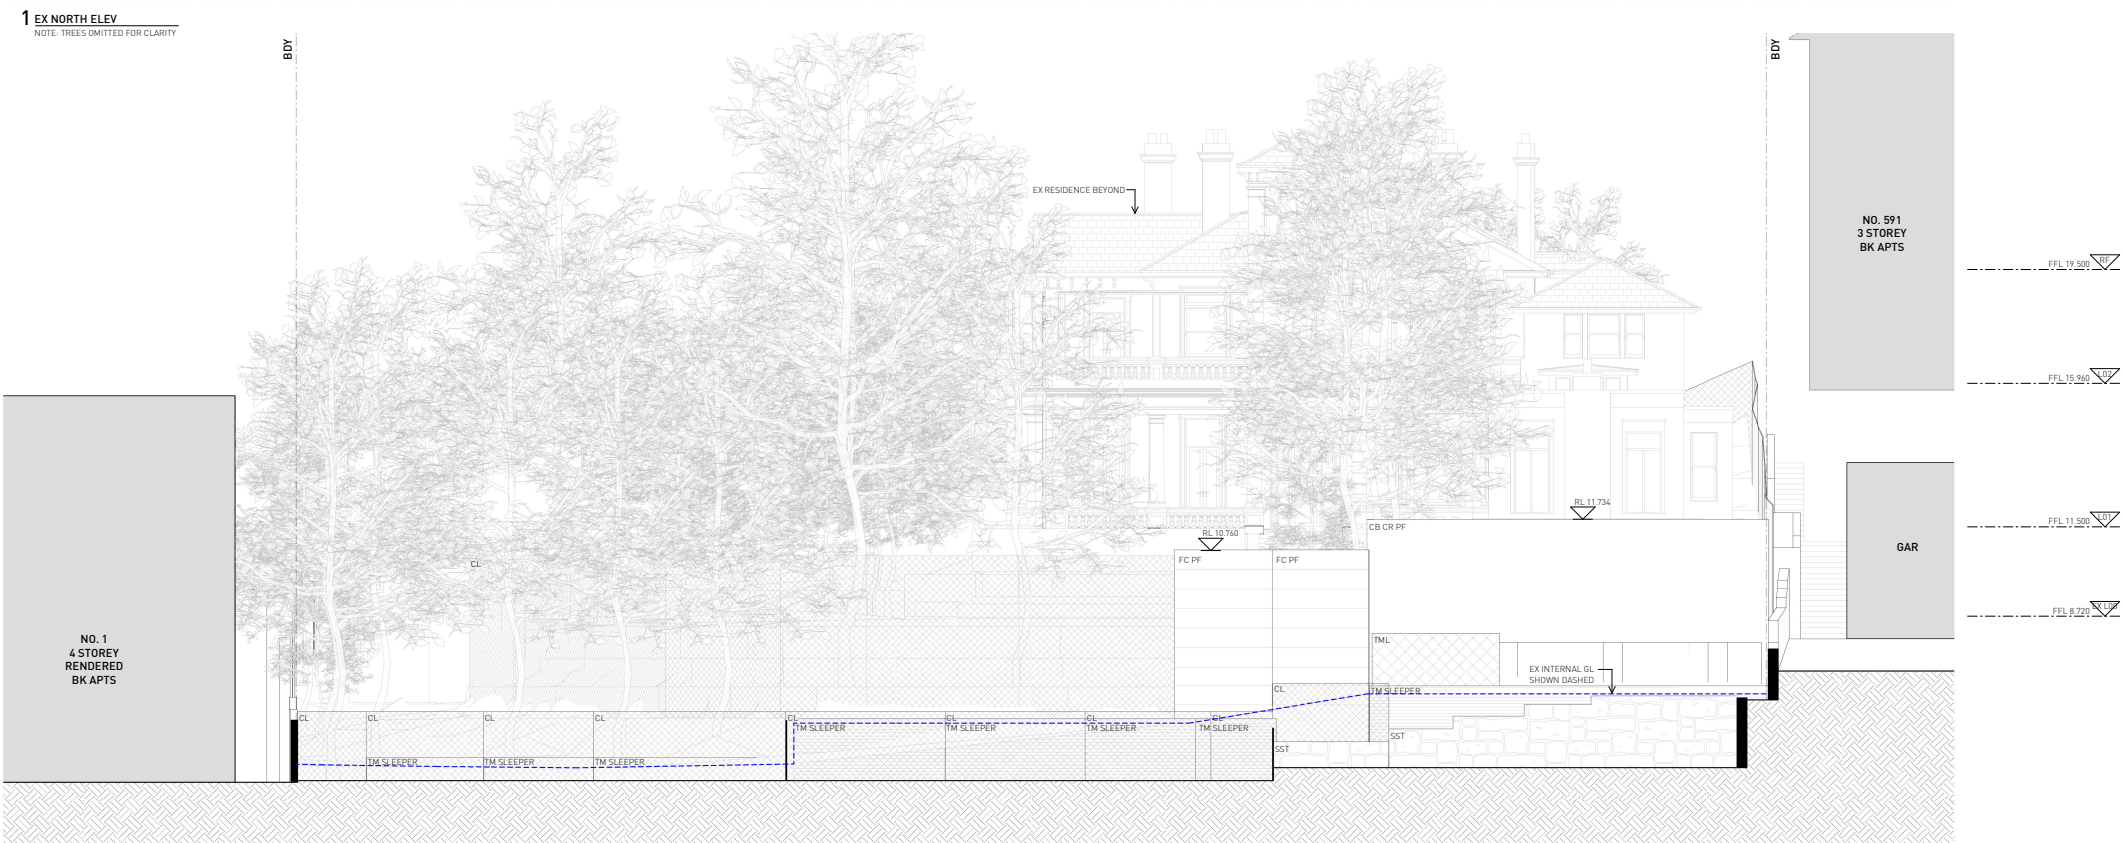 1 EX NORTH ELEV
NOTE: TREES OMITTED FOR CLARITY
BDY
BDY
EX RESIDENCE BEYOND
NO. 591
3 STOREY
BK APTS
FFL 19.500 RF
FFL 15.960 L02
RL 11.734
FFL 11.500 L01
CB CR PF
RL 10.760
FC PF
FC PF
GAR
CL
FFL 8.720 EX L00
NO. 1
4 STOREY
RENDERED
BK APTS
TML
EX INTERNAL GL
SHOWN DASHED
CL
TM SLEEPER
CL
CL
CL
CL
CL
CL
CL
CL
TM SLEEPER
TM SLEEPER
TM SLEEPER
TM SLEEPER
SST
SST
TM SLEEPER
TM SLEEPER
TM SLEEPER